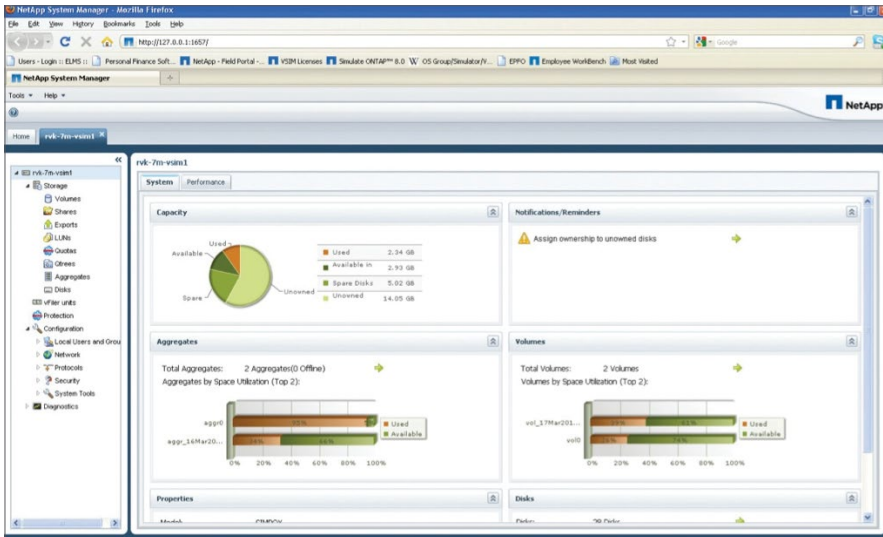 NetApp System Manager - Mozilla Firefox
File Edit View History Bookmarks Tools Help
http://127.0.0.1:1657/
Google
Users - Login :: ELMS :: Personal Finance Soft... NetApp - Field Portal -... VSIM Licenses Simulate ONTAP™ 8.0 OS Group/Simulator/V... EPFO Employee WorkBench Most Visited
NetApp System Manager
Tools Help
NetApp
Home rvk-7m-vsim1
rvk-7m-vsim1
Storage
Volumes
Shares
Exports
LUNs
Quotas
Qtrees
Aggregates
Disks
vFiler units
Protection
Configuration
Local Users and Grou
Network
Protocols
Security
System Tools
Diagnostics
rvk-7m-vsim1
System Performance
Capacity
Used
Available
Spare
Unowned
Used 2.34 GB
Available in 2.93 GB
Spare Disks 5.02 GB
Unowned 14.05 GB
Notifications/Reminders
Assign ownership to unowned disks
Aggregates
Total Aggregates: 2 Aggregates(0 Offline)
Aggregates by Space Utilization (Top 2):
aggr0
aggr_16Mar20...
Used
Available
0% 20% 40% 60% 80% 100%
Volumes
Total Volumes: 2 Volumes
Volumes by Space Utilization (Top 2):
vol_17Mar201...
vol0
Used
Available
0% 20% 40% 60% 80% 100%
Properties
Disks